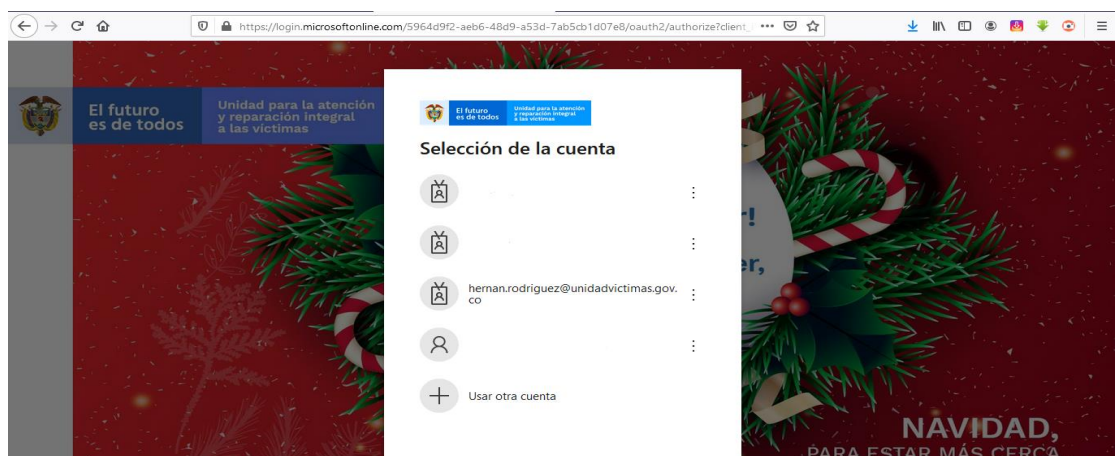 https://login.microsoftonline.com/5964d9f2-aeb6-48d9-a53d-7ab5cb1d07e8/oauth2/authorize?client_
El futuro
es de todos
Unidad para la atención
y reparación integral
a las víctimas
El futuro
es de todos
Unidad para la atención
y reparación integral
a las víctimas
Selección de la cuenta
hernan.rodriguez@unidadvictimas.gov.
co
Usar otra cuenta
NAVIDAD,
PARA ESTAR MÁS CERCA